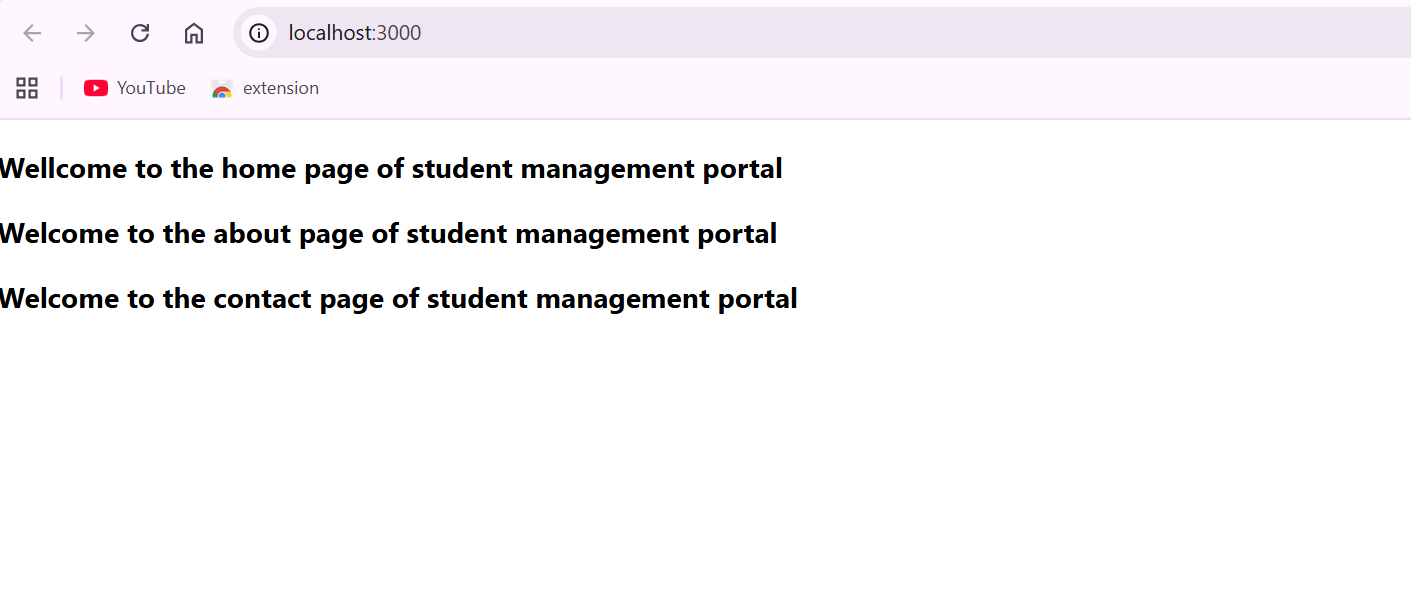 localhost:3000
YouTube extension
Wellcome to the home page of student management portal
Welcome to the about page of student management portal
Welcome to the contact page of student management portal